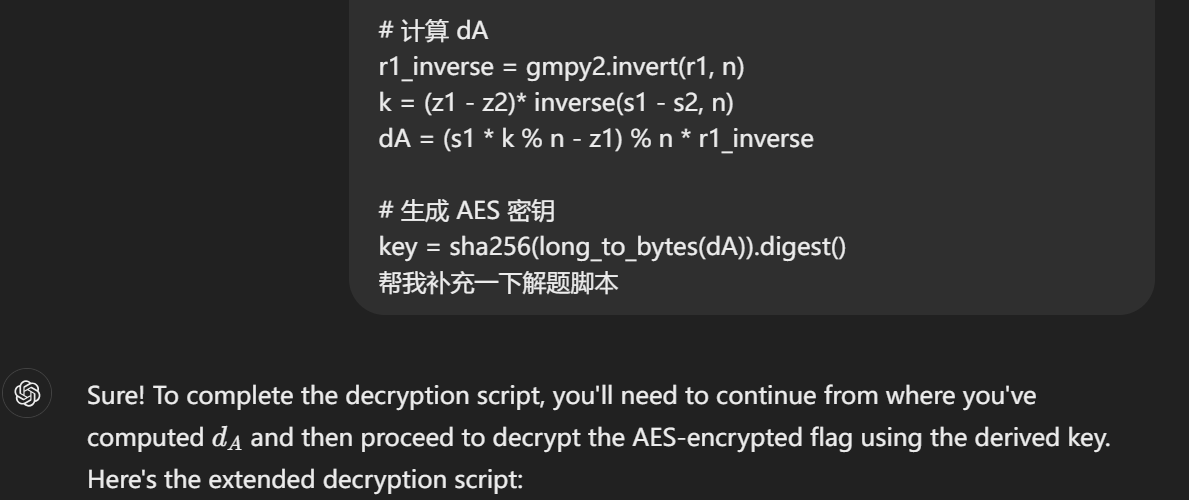 # 计算 dA
r1_inverse = gmpy2.invert(r1, n)
k = (z1 - z2)* inverse(s1 - s2, n)
dA = (s1 * k % n - z1) % n * r1_inverse
# 生成 AES 密钥
key = sha256(long_to_bytes(dA)).digest()
帮我补充一下解题脚本
Sure! To complete the decryption script, you'll need to continue from where you've
computed d_A and then proceed to decrypt the AES-encrypted flag using the derived key.
Here's the extended decryption script: